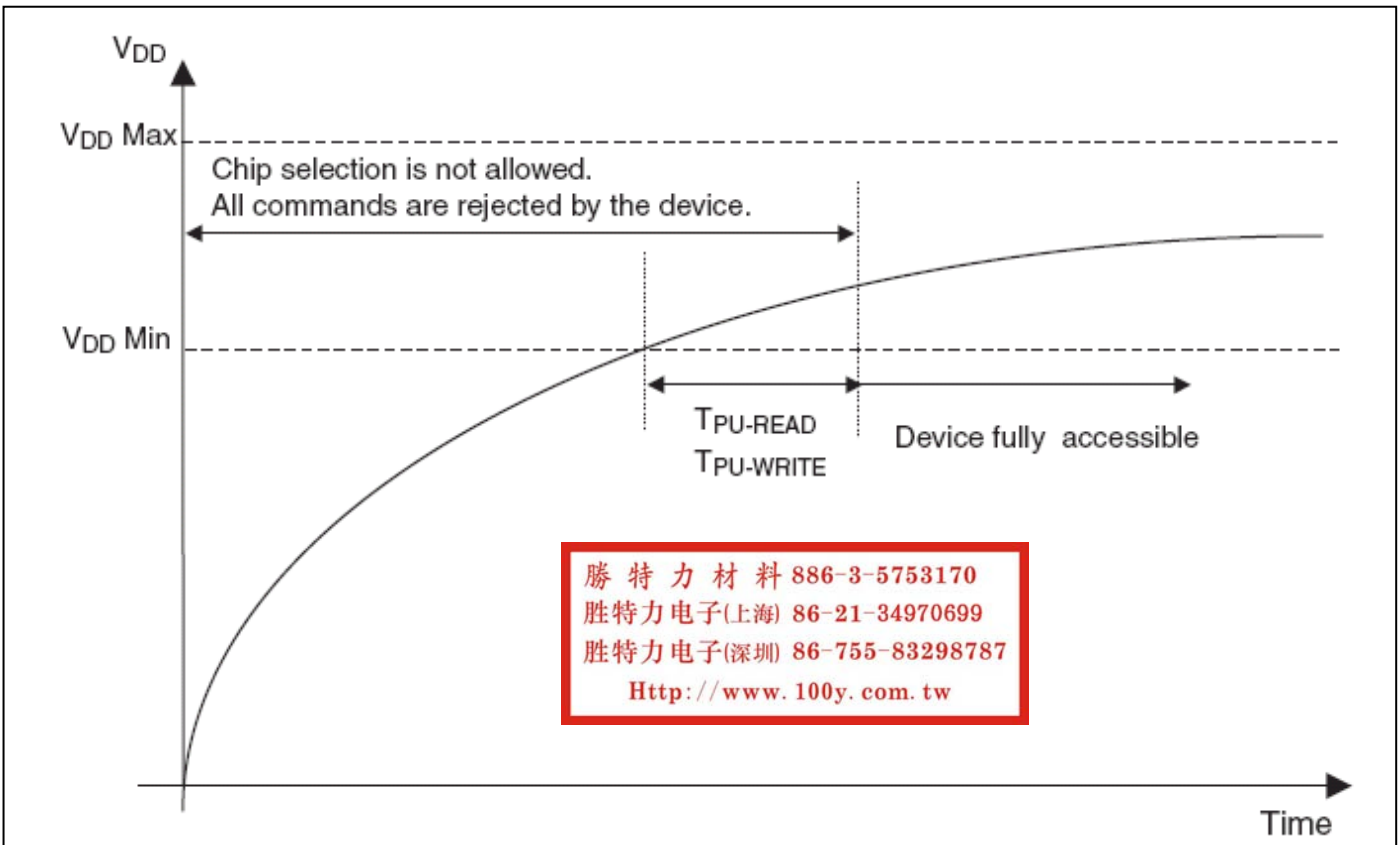 VDD
VDD Max
Chip selection is not allowed.
All commands are rejected by the device.
VDD Min
TPU-READ
TPU-WRITE
Device fully accessible
勝特力材料 886-3-5753170
胜特力电子(上海) 86-21-34970699
胜特力电子(深圳) 86-755-83298787
Http://www.100y.com.tw
Time